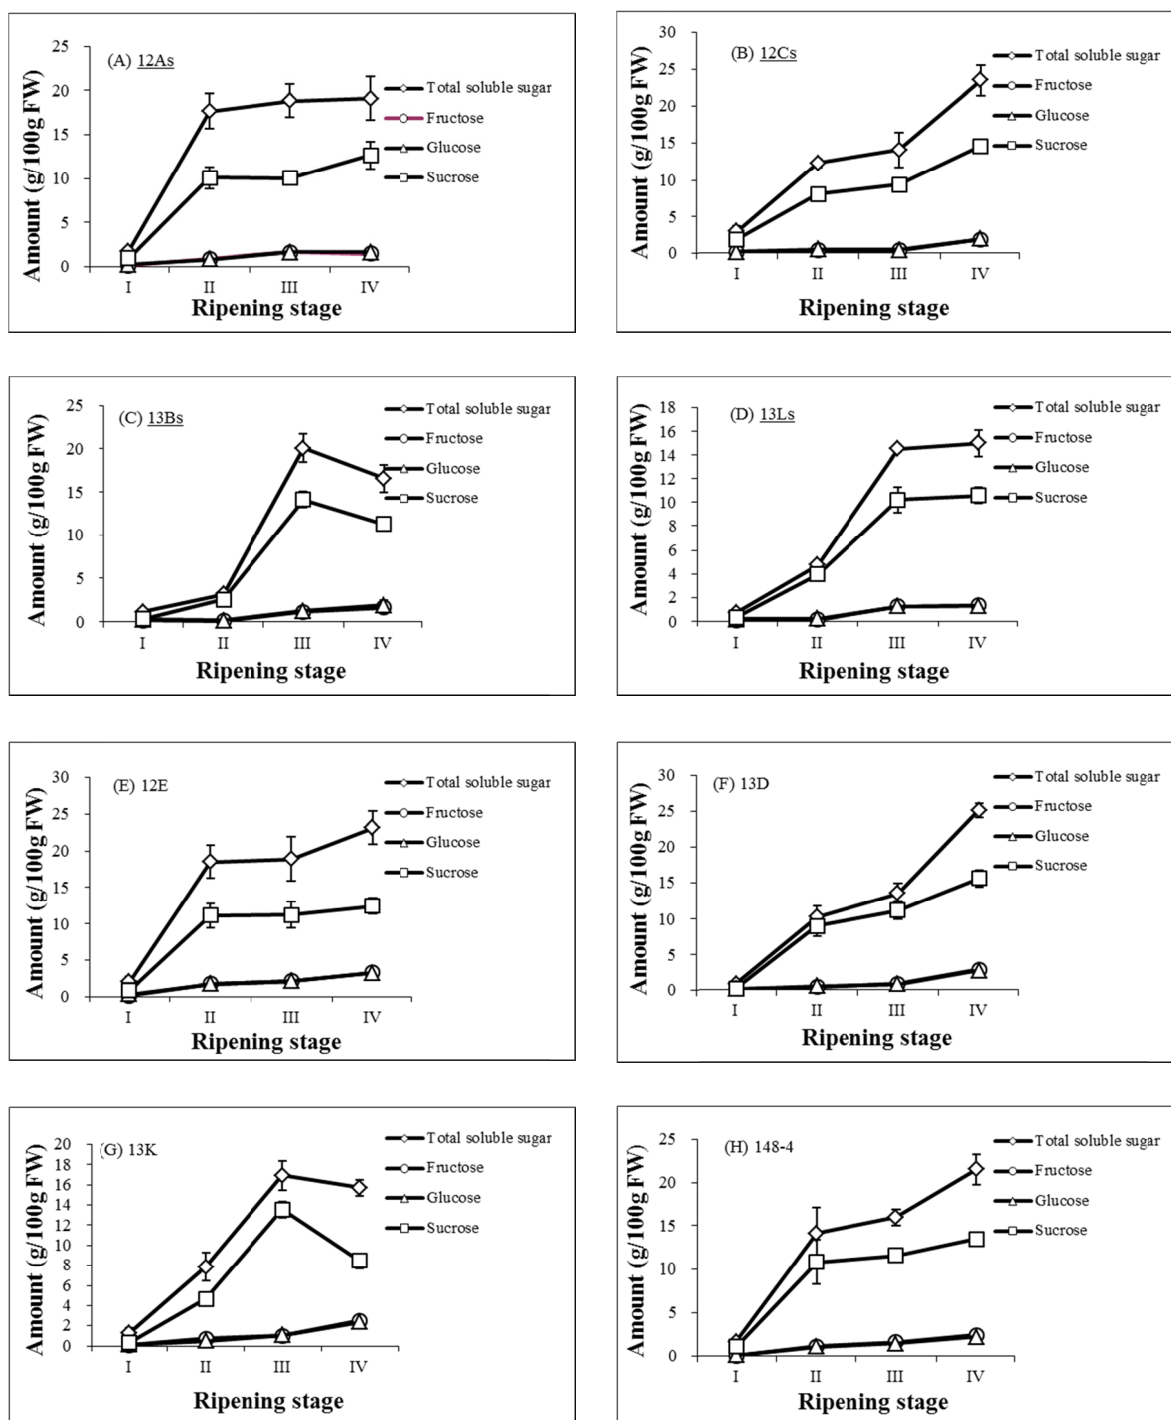 (A) 12As
Amount (g/100g FW)
25
20
15
10
5
0
I II III IV
Ripening stage
Total soluble sugar
Fructose
Glucose
Sucrose
(B) 12Cs
Amount (g/100g FW)
30
25
20
15
10
5
0
I II III IV
Ripening stage
Total soluble sugar
Fructose
Glucose
Sucrose
(C) 13Bs
Amount (g/100g FW)
25
20
15
10
5
0
I II III IV
Ripening stage
Total soluble sugar
Fructose
Glucose
Sucrose
(D) 13Ls
Amount (g/100g FW)
18
16
14
12
10
8
6
4
2
0
I II III IV
Ripening stage
Total soluble sugar
Fructose
Glucose
Sucrose
(E) 12E
Amount (g/100g FW)
30
25
20
15
10
5
0
I II III IV
Ripening stage
Total soluble sugar
Fructose
Glucose
Sucrose
(F) 13D
Amount (g/100g FW)
30
25
20
15
10
5
0
I II III IV
Ripening stage
Total soluble sugar
Fructose
Glucose
Sucrose
(G) 13K
Amount (g/100g FW)
20
18
16
14
12
10
8
6
4
2
0
I II III IV
Ripening stage
Total soluble sugar
Fructose
Glucose
Sucrose
(H) 148-4
Amount (g/100g FW)
25
20
15
10
5
0
I II III IV
Ripening stage
Total soluble sugar
Fructose
Glucose
Sucrose